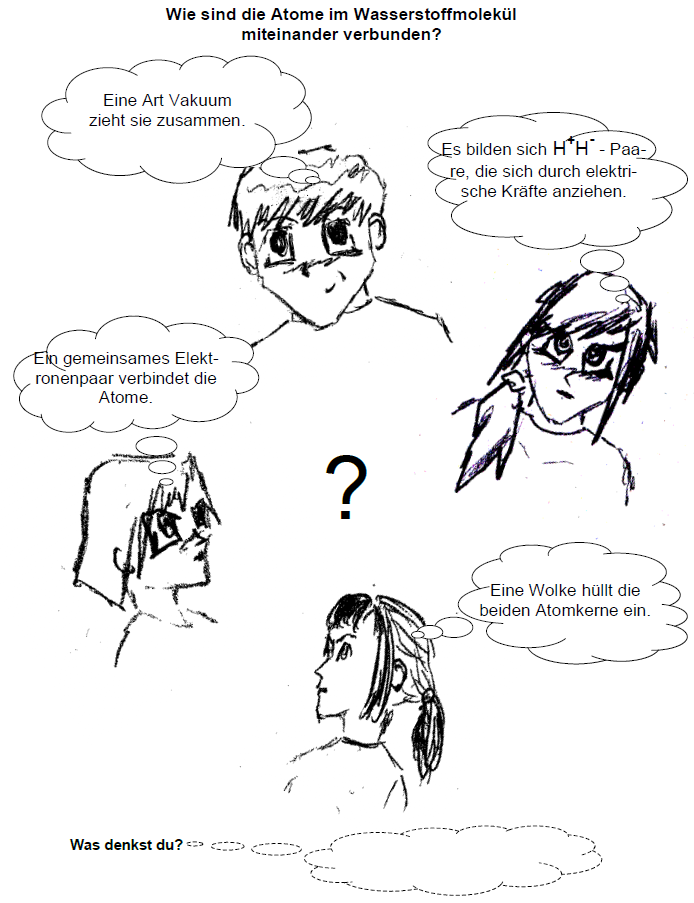 Wie sind die Atome im Wasserstoffmolekül
miteinander verbunden?
Eine Art Vakuum
zieht sie zusammen.
Es bilden sich H⁺H⁻ - Paa-
re, die sich durch elektri-
sche Kräfte anziehen.
Ein gemeinsames Elekt-
ronenpaar verbindet die
Atome.
?
Eine Wolke hüllt die
beiden Atomkerne ein.
Was denkst du?